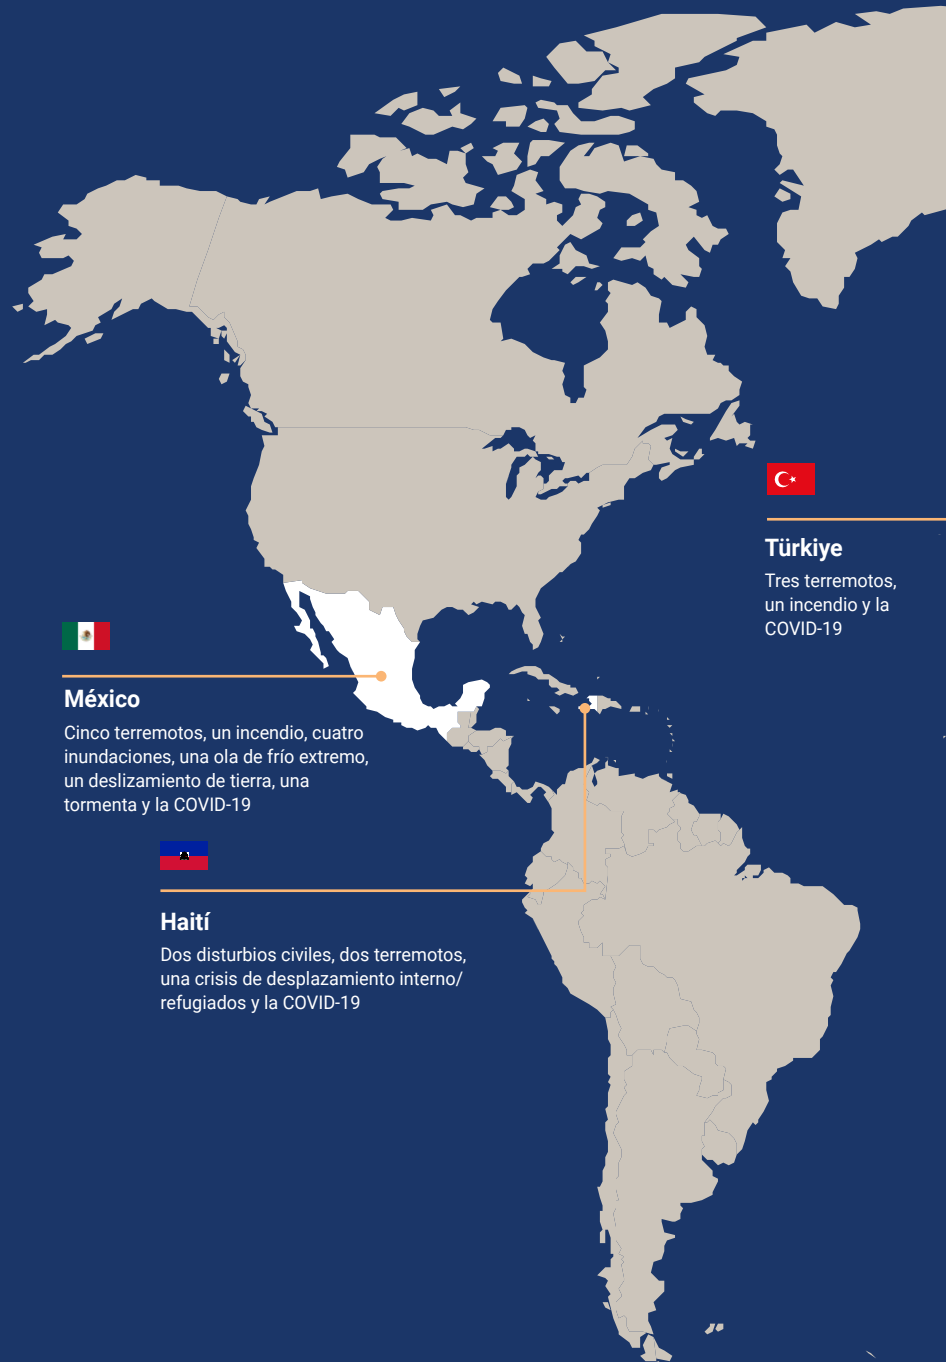 Türkiye
Tres terremotos,
un incendio y la
COVID-19
México
Cinco terremotos, un incendio, cuatro
inundaciones, una ola de frío extremo,
un deslizamiento de tierra, una
tormenta y la COVID-19
Haití
Dos disturbios civiles, dos terremotos,
una crisis de desplazamiento interno/
refugiados y la COVID-19